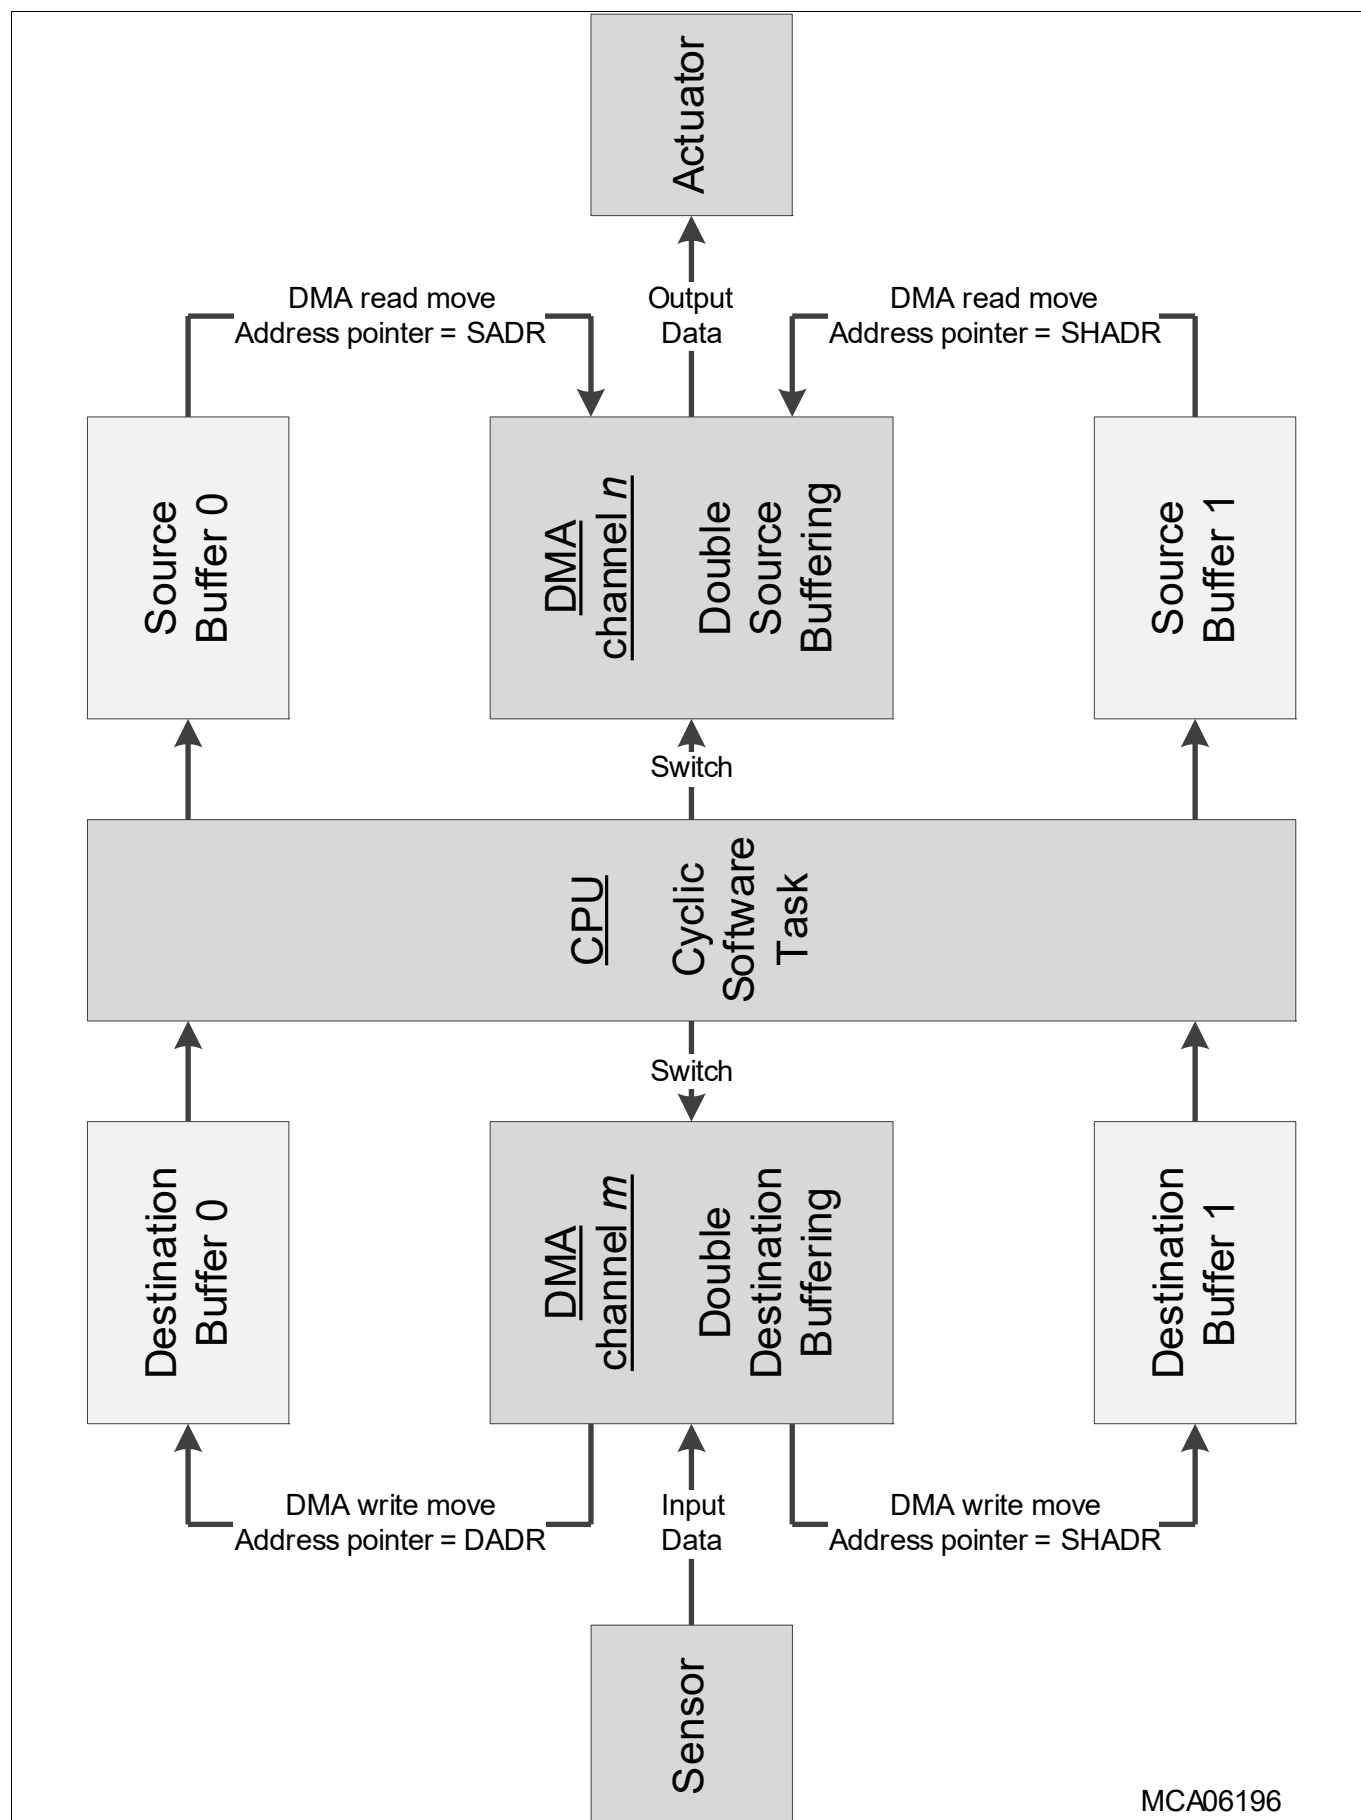 Actuator
DMA read move
Address pointer = SADR
Output
Data
DMA read move
Address pointer = SHADR
Source
Buffer 0
DMA
channel n
Double
Source
Buffering
Source
Buffer 1
Switch
CPU
Cyclic
Software
Task
Switch
Destination
Buffer 0
DMA
channel m
Double
Destination
Buffering
Destination
Buffer 1
DMA write move
Address pointer = DADR
Input
Data
DMA write move
Address pointer = SHADR
Sensor
MCA06196